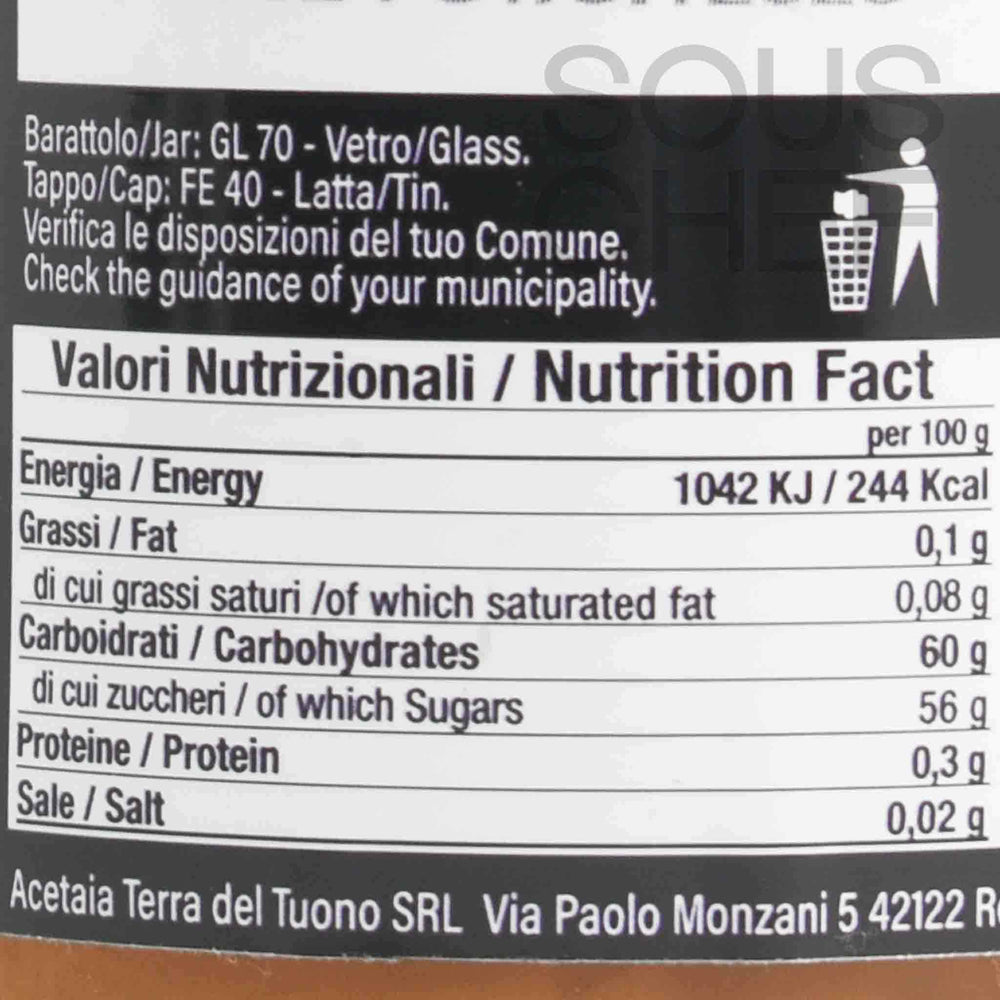 SOUS
CHEF
Barattolo/Jar: GL 70 - Vetro/Glass.
Tappo/Cap: FE 40 - Latta/Tin.
Verifica le disposizioni del tuo Comune.
Check the guidance of your municipality.
Valori Nutrizionali / Nutrition Fact
per 100 g
Energia / Energy 1042 KJ / 244 Kcal
Grassi / Fat 0,1 g
di cui grassi saturi /of which saturated fat 0,08 g
Carboidrati / Carbohydrates 60 g
di cui zuccheri / of which Sugars 56 g
Proteine / Protein 0,3 g
Sale / Salt 0,02 g
Acetaia Terra del Tuono SRL Via Paolo Monzani 5 42122